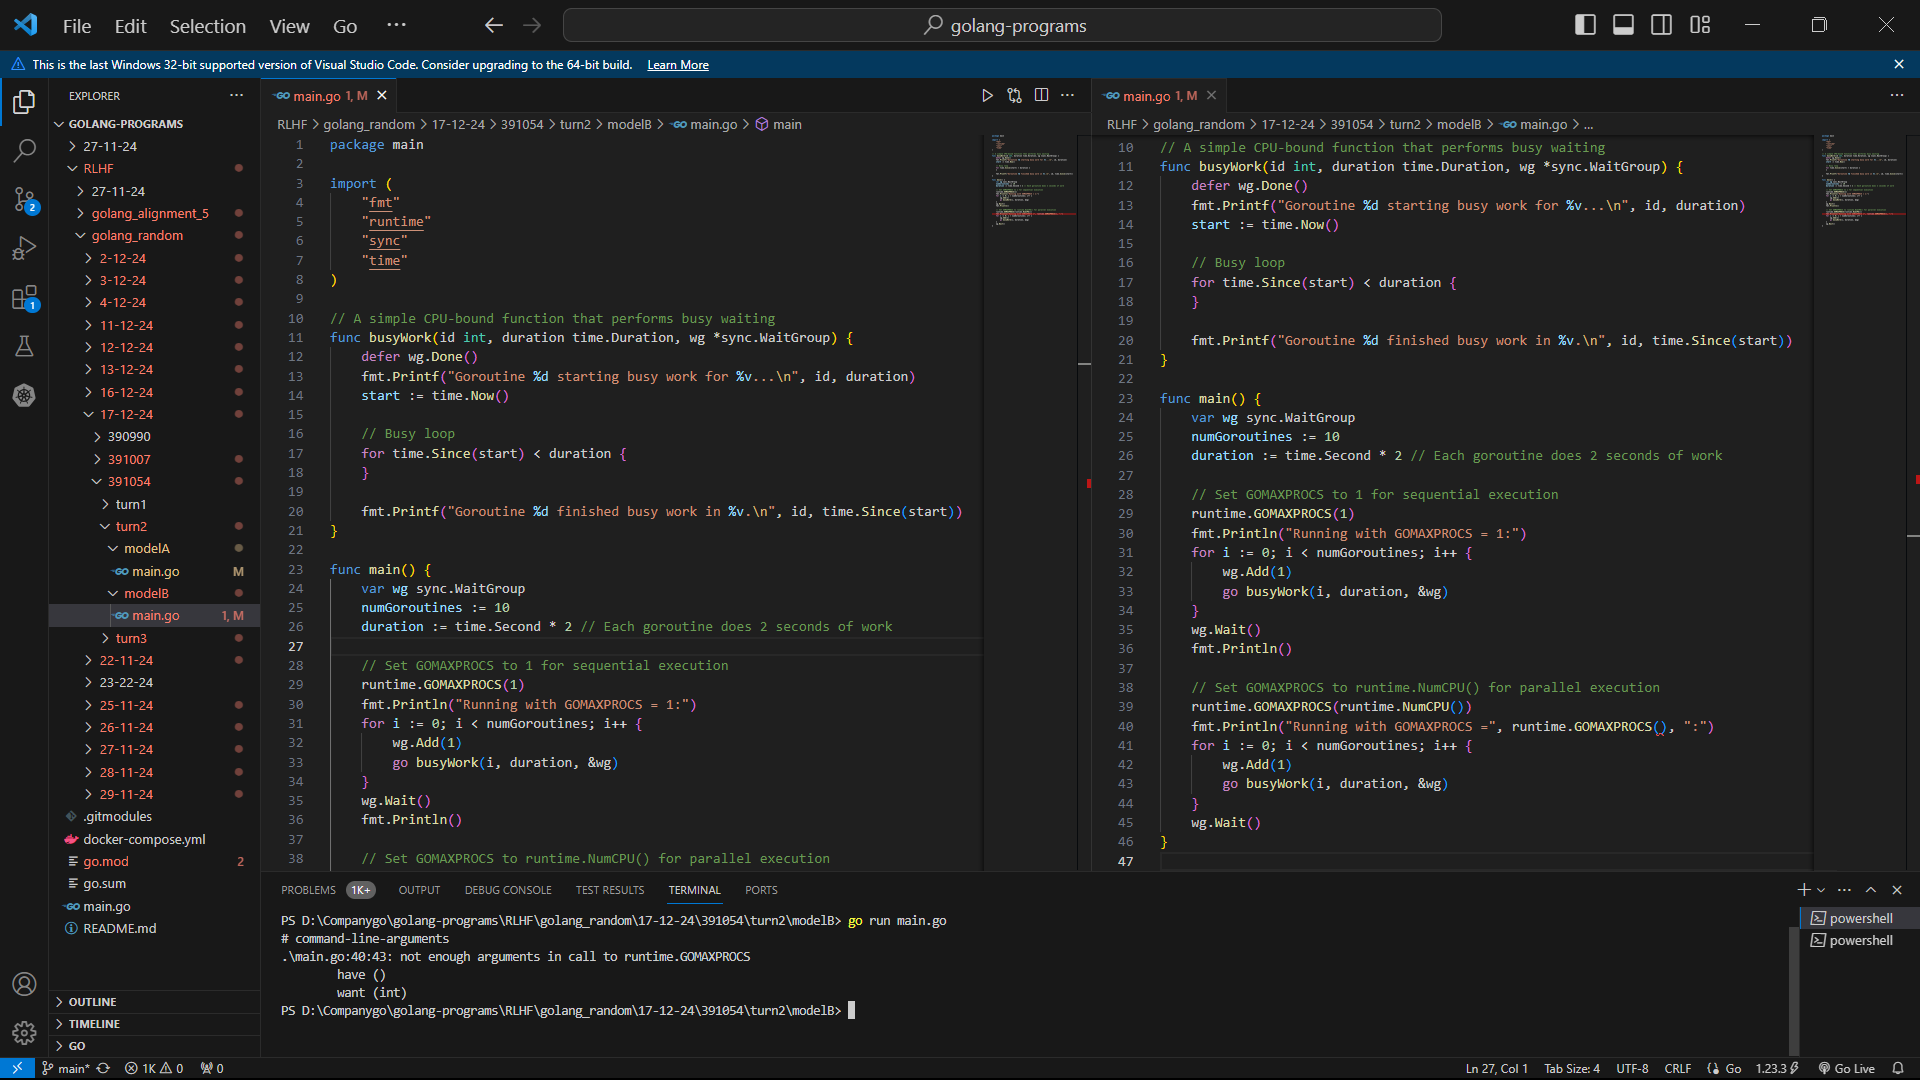 File Edit Selection View Go ...
golang-programs
This is the last Windows 32-bit supported version of Visual Studio Code. Consider upgrading to the 64-bit build. Learn More
EXPLORER
GOLANG-PROGRAMS
27-11-24
RLHF
27-11-24
golang_alignment_5
golang_random
2-12-24
3-12-24
4-12-24
11-12-24
12-12-24
13-12-24
16-12-24
17-12-24
390990
391007
391054
turn1
turn2
modelA
main.go M
modelB
main.go 1, M
turn3
22-11-24
23-22-24
25-11-24
26-11-24
27-11-24
28-11-24
29-11-24
.gitmodules
docker-compose.yml
go.mod 2
go.sum
main.go
README.md
OUTLINE
TIMELINE
GO
2
1
main.go 1, M
RLHF > golang_random > 17-12-24 > 391054 > turn2 > modelB > main.go > main
1 package main
2
3 import (
4 "fmt"
5 "runtime"
6 "sync"
7 "time"
8 )
9
10 // A simple CPU-bound function that performs busy waiting
11 func busyWork(id int, duration time.Duration, wg *sync.WaitGroup) {
12 defer wg.Done()
13 fmt.Printf("Goroutine %d starting busy work for %v...\n", id, duration)
14 start := time.Now()
15
16 // Busy loop
17 for time.Since(start) < duration {
18 }
19
20 fmt.Printf("Goroutine %d finished busy work in %v.\n", id, time.Since(start))
21 }
22
23 func main() {
24 var wg sync.WaitGroup
25 numGoroutines := 10
26 duration := time.Second * 2 // Each goroutine does 2 seconds of work
27
28 // Set GOMAXPROCS to 1 for sequential execution
29 runtime.GOMAXPROCS(1)
30 fmt.Println("Running with GOMAXPROCS = 1:")
31 for i := 0; i < numGoroutines; i++ {
32 wg.Add(1)
33 go busyWork(i, duration, &wg)
34 }
35 wg.Wait()
36 fmt.Println()
37
38 // Set GOMAXPROCS to runtime.NumCPU() for parallel execution
main.go 1, M
RLHF > golang_random > 17-12-24 > 391054 > turn2 > modelB > main.go > ...
10 // A simple CPU-bound function that performs busy waiting
11 func busyWork(id int, duration time.Duration, wg *sync.WaitGroup) {
12 defer wg.Done()
13 fmt.Printf("Goroutine %d starting busy work for %v...\n", id, duration)
14 start := time.Now()
15
16 // Busy loop
17 for time.Since(start) < duration {
18 }
19
20 fmt.Printf("Goroutine %d finished busy work in %v.\n", id, time.Since(start))
21 }
22
23 func main() {
24 var wg sync.WaitGroup
25 numGoroutines := 10
26 duration := time.Second * 2 // Each goroutine does 2 seconds of work
27
28 // Set GOMAXPROCS to 1 for sequential execution
29 runtime.GOMAXPROCS(1)
30 fmt.Println("Running with GOMAXPROCS = 1:")
31 for i := 0; i < numGoroutines; i++ {
32 wg.Add(1)
33 go busyWork(i, duration, &wg)
34 }
35 wg.Wait()
36 fmt.Println()
37
38 // Set GOMAXPROCS to runtime.NumCPU() for parallel execution
39 runtime.GOMAXPROCS(runtime.NumCPU())
40 fmt.Println("Running with GOMAXPROCS =", runtime.GOMAXPROCS(), ":")
41 for i := 0; i < numGoroutines; i++ {
42 wg.Add(1)
43 go busyWork(i, duration, &wg)
44 }
45 wg.Wait()
46 }
47
PROBLEMS 1K+ OUTPUT DEBUG CONSOLE TEST RESULTS TERMINAL PORTS
PS D:\Companygo\golang-programs\RLHF\golang_random\17-12-24\391054\turn2\modelB> go run main.go
# command-line-arguments
.\main.go:40:43: not enough arguments in call to runtime.GOMAXPROCS
have ()
want (int)
PS D:\Companygo\golang-programs\RLHF\golang_random\17-12-24\391054\turn2\modelB>
powershell
powershell
main* 1K 0 0 Ln 27, Col 1 Tab Size: 4 UTF-8 CRLF Go 1.23.3 Go Live